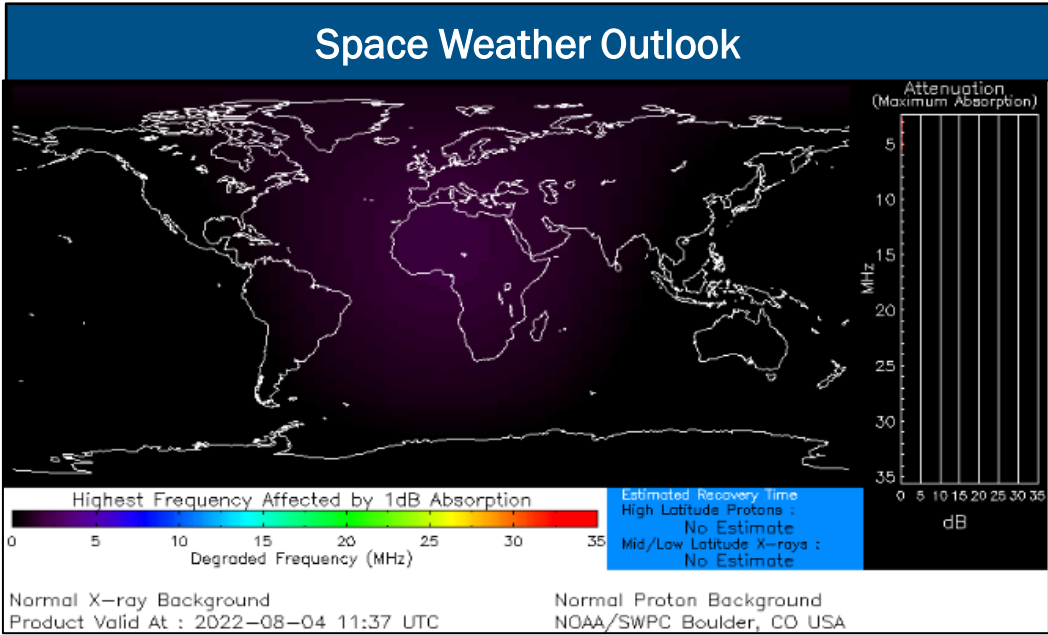 Space Weather Outlook
Attenuation
(Maximum Absorption)
5
10
15
20
25
30
35
MHz
0 5 10 15 20 25 30 35
dB
Highest Frequency Affected by 1dB Absorption
0 5 10 15 20 25 30 35
Degraded Frequency (MHz)
Estimated Recovery Time
High Latitude Protons :
No Estimate
Mid/Low Latitude X-rays :
No Estimate
Normal X-ray Background
Product Valid At : 2022-08-04 11:37 UTC
Normal Proton Background
NOAA/SWPC Boulder, CO USA